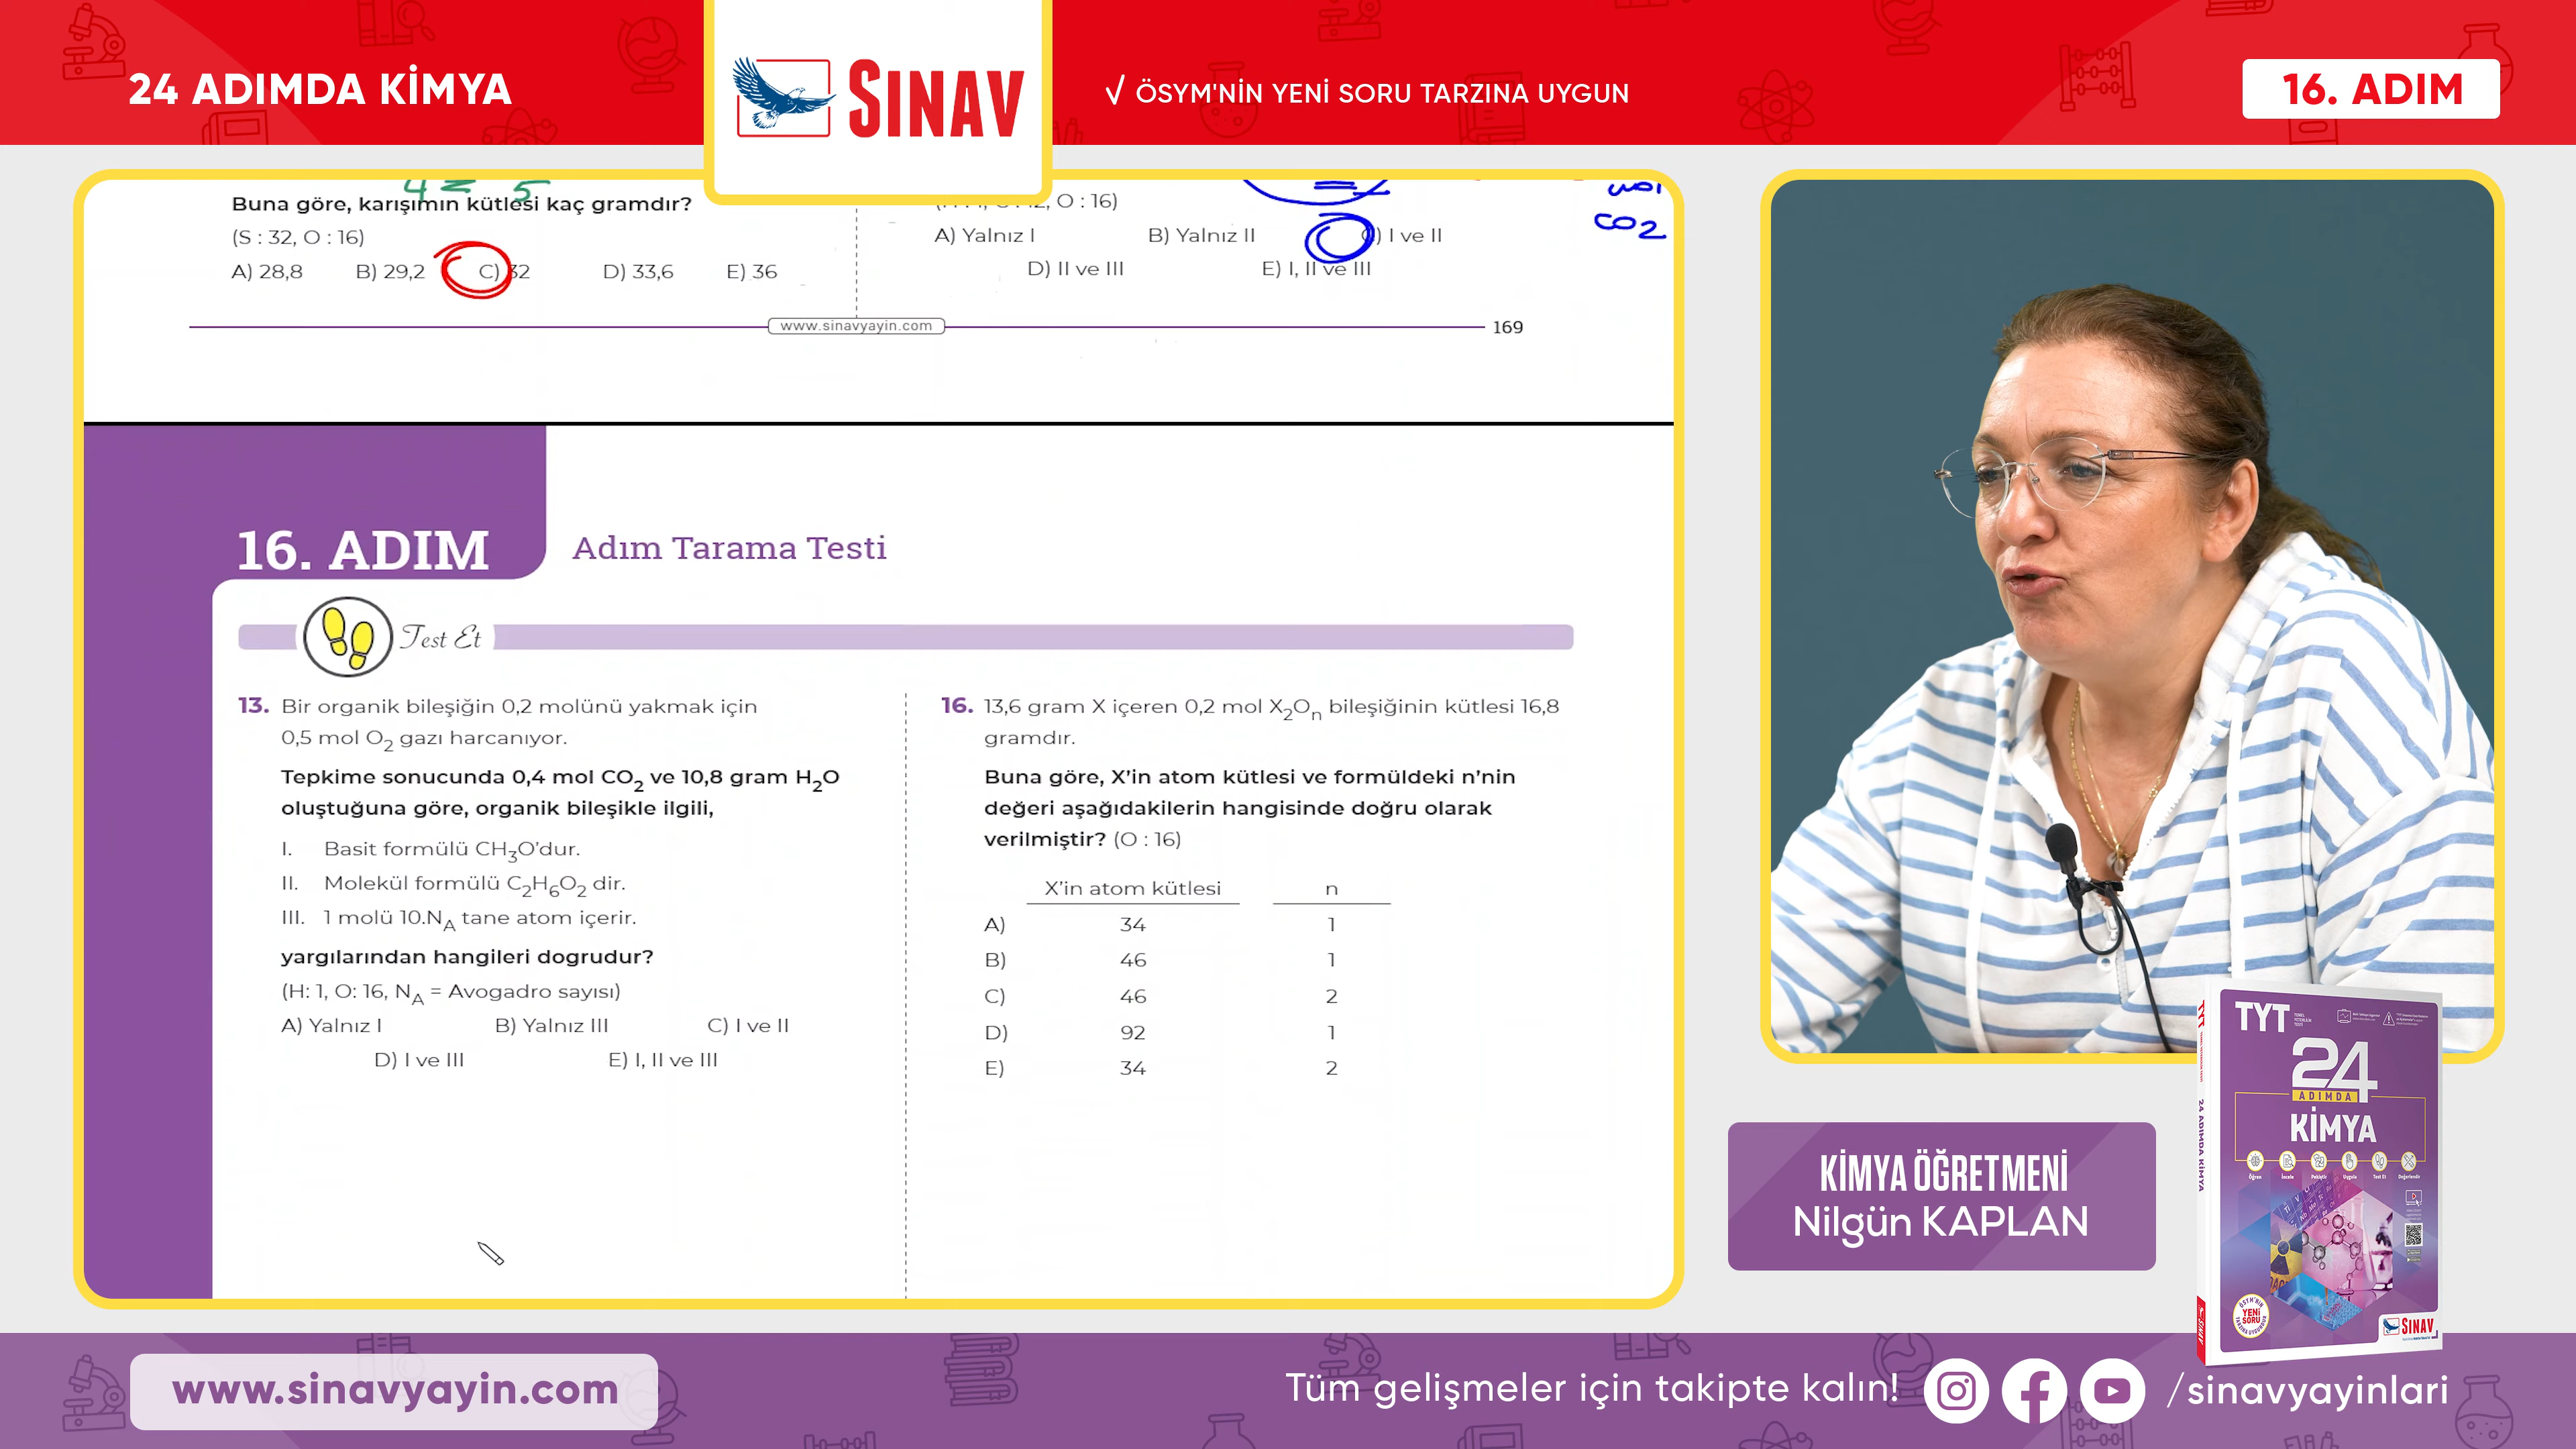 24 ADIMDA KİMYA
SINAV
√ ÖSYM'NİN YENİ SORU TARZINA UYGUN
16. ADIM
4 = 5
Buna göre, karışımın kütlesi kaç gramdır?
(S : 32, O : 16)
A) 28,8 B) 29,2 C) 32 D) 33,6 E) 36
O : 16)
A) Yalnız I B) Yalnız II C) I ve II
D) II ve III E) I, II ve III
CO2
www.sinavyayin.com
169
16. ADIM
Adım Tarama Testi
Test Et
13. Bir organik bileşiğin 0,2 molünü yakmak için
0,5 mol O2 gazı harcanıyor.
Tepkime sonucunda 0,4 mol CO2 ve 10,8 gram H2O
oluştuğuna göre, organik bileşikle ilgili,
I. Basit formülü CH3O'dur.
II. Molekül formülü C2H6O2 dir.
III. 1 molü 10.NA tane atom içerir.
yargılarından hangileri dogrudur?
(H: 1, O: 16, NA = Avogadro sayısı)
A) Yalnız I B) Yalnız III C) I ve II
D) I ve III E) I, II ve III
16. 13,6 gram X içeren 0,2 mol X2On bileşiğinin kütlesi 16,8
gramdır.
Buna göre, X'in atom kütlesi ve formüldeki n'nin
değeri aşağıdakilerin hangisinde doğru olarak
verilmiştir? (O : 16)
X'in atom kütlesi n
A) 34 1
B) 46 1
C) 46 2
D) 92 1
E) 34 2
KİMYA ÖĞRETMENİ
Nilgün KAPLAN
TYT
24
ADIMDA
KİMYA
YENİ
SORU
SINAV
24 ADIMDA KİMYA
www.sinavyayin.com
Tüm gelişmeler için takipte kalın!
/sinavyayinlari